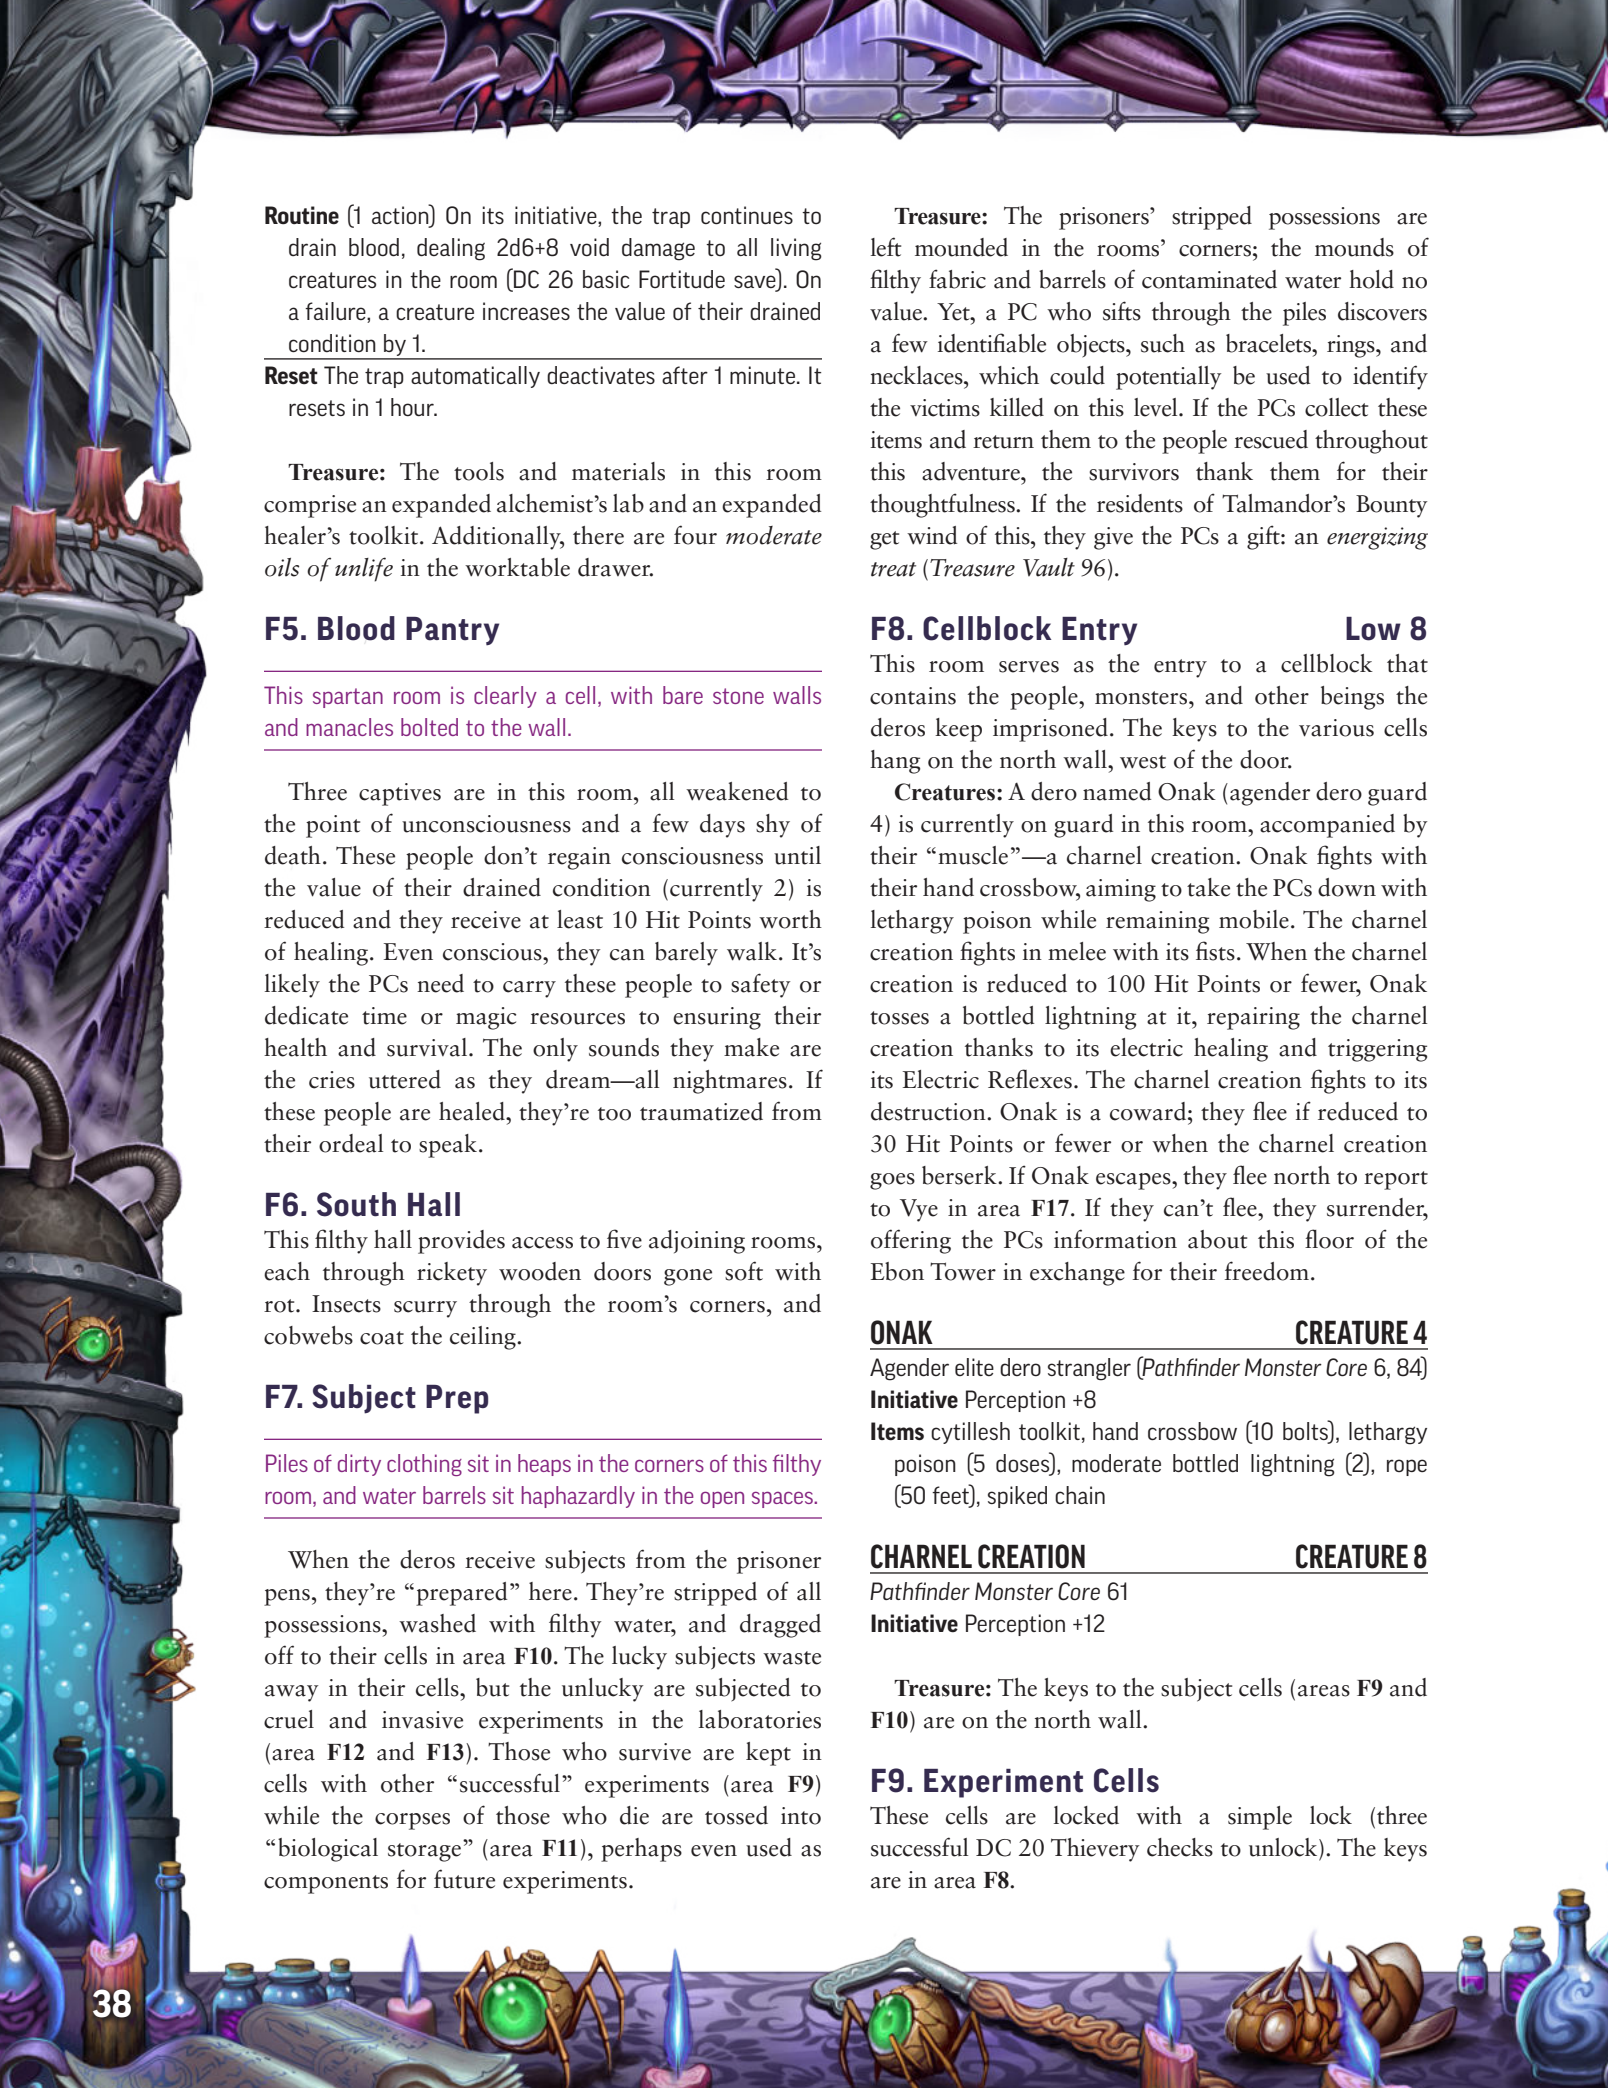 Routine (1 action) On its initiative, the trap continues to
drain blood, dealing 2d6+8 void damage to all living
creatures in the room (DC 26 basic Fortitude save). On
a failure, a creature increases the value of their drained
condition by 1.
Reset The trap automatically deactivates after 1 minute. It
resets in 1 hour.
Treasure: The tools and materials in this room
comprise an expanded alchemist's lab and an expanded
healer's toolkit. Additionally, there are four moderate
oils of unlife in the worktable drawer.
F5. Blood Pantry
This spartan room is clearly a cell, with bare stone walls
and manacles bolted to the wall.
Three captives are in this room, all weakened to
the point of unconsciousness and a few days shy of
death. These people don't regain consciousness until
the value of their drained condition (currently 2) is
reduced and they receive at least 10 Hit Points worth
of healing. Even conscious, they can barely walk. It's
likely the PCs need to carry these people to safety or
dedicate time or magic resources to ensuring their
health and survival. The only sounds they make are
the cries uttered as they dream—all nightmares. If
these people are healed, they're too traumatized from
their ordeal to speak.
F6. South Hall
This filthy hall provides access to five adjoining rooms,
each through rickety wooden doors gone soft with
rot. Insects scurry through the room's corners, and
cobwebs coat the ceiling.
F7. Subject Prep
Piles of dirty clothing sit in heaps in the corners of this filthy
room, and water barrels sit haphazardly in the open spaces.
When the deros receive subjects from the prisoner
pens, they're "prepared" here. They're stripped of all
possessions, washed with filthy water, and dragged
off to their cells in area F10. The lucky subjects waste
away in their cells, but the unlucky are subjected to
cruel and invasive experiments in the laboratories
(area F12 and F13). Those who survive are kept in
cells with other "successful" experiments (area F9)
while the corpses of those who die are tossed into
"biological storage" (area F11), perhaps even used as
components for future experiments.
Treasure: The prisoners' stripped possessions are
left mounded in the rooms' corners; the mounds of
filthy fabric and barrels of contaminated water hold no
value. Yet, a PC who sifts through the piles discovers
a few identifiable objects, such as bracelets, rings, and
necklaces, which could potentially be used to identify
the victims killed on this level. If the PCs collect these
items and return them to the people rescued throughout
this adventure, the survivors thank them for their
thoughtfulness. If the residents of Talmandor's Bounty
get wind of this, they give the PCs a gift: an energizing
treat (Treasure Vault 96).
F8. Cellblock Entry Low 8
This room serves as the entry to a cellblock that
contains the people, monsters, and other beings the
deros keep imprisoned. The keys to the various cells
hang on the north wall, west of the door.
Creatures: A dero named Onak (agender dero guard
4) is currently on guard in this room, accompanied by
their "muscle"—a charnel creation. Onak fights with
their hand crossbow, aiming to take the PCs down with
lethargy poison while remaining mobile. The charnel
creation fights in melee with its fists. When the charnel
creation is reduced to 100 Hit Points or fewer, Onak
tosses a bottled lightning at it, repairing the charnel
creation thanks to its electric healing and triggering
its Electric Reflexes. The charnel creation fights to its
destruction. Onak is a coward; they flee if reduced to
30 Hit Points or fewer or when the charnel creation
goes berserk. If Onak escapes, they flee north to report
to Vye in area F17. If they can't flee, they surrender,
offering the PCs information about this floor of the
Ebon Tower in exchange for their freedom.
ONAK CREATURE 4
Agender elite dero strangler (Pathfinder Monster Core 6, 84)
Initiative Perception +8
Items cytillesh toolkit, hand crossbow (10 bolts), lethargy
poison (5 doses), moderate bottled lightning (2), rope
(50 feet), spiked chain
CHARNEL CREATION CREATURE 8
Pathfinder Monster Core 61
Initiative Perception +12
Treasure: The keys to the subject cells (areas F9 and
F10) are on the north wall.
F9. Experiment Cells
These cells are locked with a simple lock (three
successful DC 20 Thievery checks to unlock). The keys
are in area F8.
38